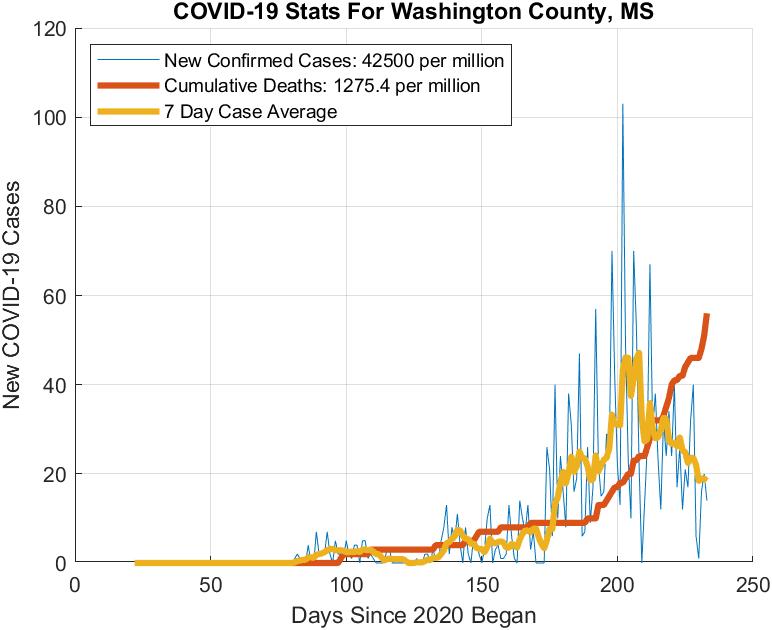 COVID-19 Stats For Washington County, MS
New Confirmed Cases: 42500 per million
Cumulative Deaths: 1275.4 per million
7 Day Case Average
New COVID-19 Cases
120
100
80
60
40
20
0
0 50 100 150 200 250
Days Since 2020 Began